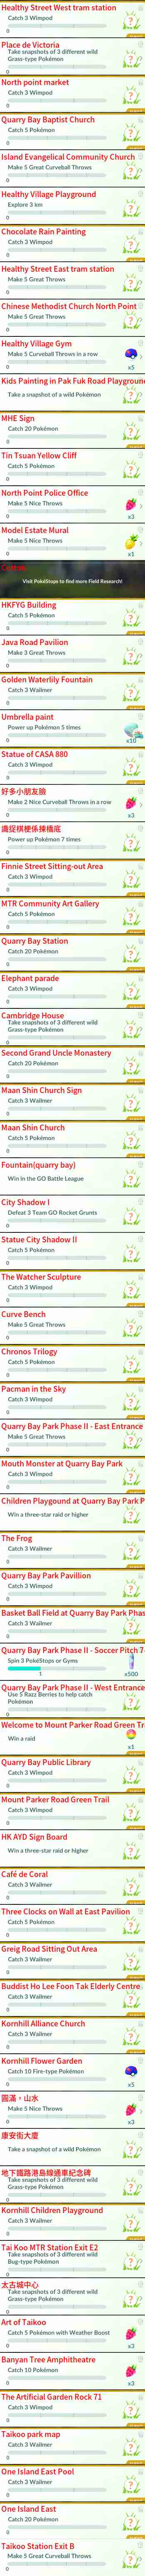 Healthy Street West tram station
Catch 3 Wimpod
0
Place de Victoria
Take snapshots of 3 different wild
Grass-type Pokémon
0
North point market
Catch 3 Wimpod
0
Quarry Bay Baptist Church
Catch 5 Pokémon
0
Island Evangelical Community Church
Make 5 Great Curveball Throws
0
Healthy Village Playground
Explore 3 km
0
Chocolate Rain Painting
Catch 3 Wimpod
0
Healthy Street East tram station
Make 5 Great Throws
0
Chinese Methodist Church North Point
Make 5 Great Throws
0
Healthy Village Gym
Make 5 Curveball Throws in a row
0
x5
Kids Painting in Pak Fuk Road Playground
Take a snapshot of a wild Pokémon
MHE Sign
Catch 20 Pokémon
0
Tin Tsuan Yellow Cliff
Catch 5 Pokémon
0
North Point Police Office
Make 5 Nice Throws
0
x3
Model Estate Mural
Make 5 Nice Throws
0
x1
Visit PokéStops to find more Field Research!
HKFYG Building
Catch 5 Pokémon
0
Java Road Pavilion
Make 3 Great Throws
0
Golden Waterlily Fountain
Catch 3 Wailmer
0
Umbrella paint
Power up Pokémon 5 times
0
x10
Statue of CASA 880
Catch 3 Wimpod
0
好多小朋友臉
Make 2 Nice Curveball Throws in a row
0
x3
Power up Pokémon 7 times
0
Finnie Street Sitting-out Area
Catch 3 Wimpod
0
MTR Community Art Gallery
Catch 5 Pokémon
0
Quarry Bay Station
Catch 20 Pokémon
0
Elephant parade
Catch 3 Wimpod
0
Cambridge House
Take snapshots of 3 different wild
Grass-type Pokémon
0
Second Grand Uncle Monastery
Catch 20 Pokémon
0
Maan Shin Church Sign
Catch 3 Wailmer
0
Maan Shin Church
Catch 5 Pokémon
0
Fountain(quarry bay)
Win in the GO Battle League
City Shadow I
Defeat 3 Team GO Rocket Grunts
0
Statue City Shadow II
Catch 5 Pokémon
0
The Watcher Sculpture
Catch 3 Wimpod
0
Curve Bench
Make 5 Great Throws
0
Chronos Trilogy
Catch 5 Pokémon
0
Pacman in the Sky
Catch 3 Wimpod
0
Quarry Bay Park Phase II - East Entrance
Make 5 Great Throws
0
Mouth Monster at Quarry Bay Park
Catch 3 Wimpod
0
Children Playgound at Quarry Bay Park P
Win a three-star raid or higher
The Frog
Catch 3 Wailmer
0
Quarry Bay Park Pavillion
Catch 3 Wimpod
0
Basket Ball Field at Quarry Bay Park Phas
Catch 3 Wailmer
0
Quarry Bay Park Phase II - Soccer Pitch 7-
Spin 3 PokéStops or Gyms
1
x500
Quarry Bay Park Phase II - West Entrance
Use 5 Razz Berries to help catch
Pokémon
0
Welcome to Mount Parker Road Green Tr
Win a raid
x1
Quarry Bay Public Library
Catch 3 Wimpod
0
Mount Parker Road Green Trail
Catch 3 Wimpod
0
HK AYD Sign Board
Win a three-star raid or higher
Café de Coral
Catch 3 Wailmer
0
Three Clocks on Wall at East Pavilion
Catch 5 Pokémon
0
Greig Road Sitting Out Area
Catch 3 Wailmer
0
Buddist Ho Lee Foon Tak Elderly Centre
Catch 3 Wailmer
0
Kornhill Alliance Church
Catch 3 Wailmer
0
Kornhill Flower Garden
Catch 10 Fire-type Pokémon
0
x5
圓滿・山水
Make 5 Nice Throws
0
x3
康安街大廈
Take a snapshot of a wild Pokémon
地下鐵路港島線通車紀念碑
Take snapshots of 3 different wild
Grass-type Pokémon
0
Kornhill Children Playground
Catch 3 Wailmer
0
Tai Koo MTR Station Exit E2
Take snapshots of 3 different wild
Bug-type Pokémon
0
太古城中心
Take snapshots of 3 different wild
Grass-type Pokémon
0
Art of Taikoo
Catch 5 Pokémon with Weather Boost
0
x3
Banyan Tree Amphitheatre
Catch 10 Pokémon
0
x3
The Artificial Garden Rock 71
Catch 3 Wimpod
0
Taikoo park map
Catch 3 Wailmer
0
One Island East Pool
Catch 3 Wailmer
0
One Island East
Catch 20 Pokémon
0
Taikoo Station Exit B
Make 5 Great Curveball Throws
0